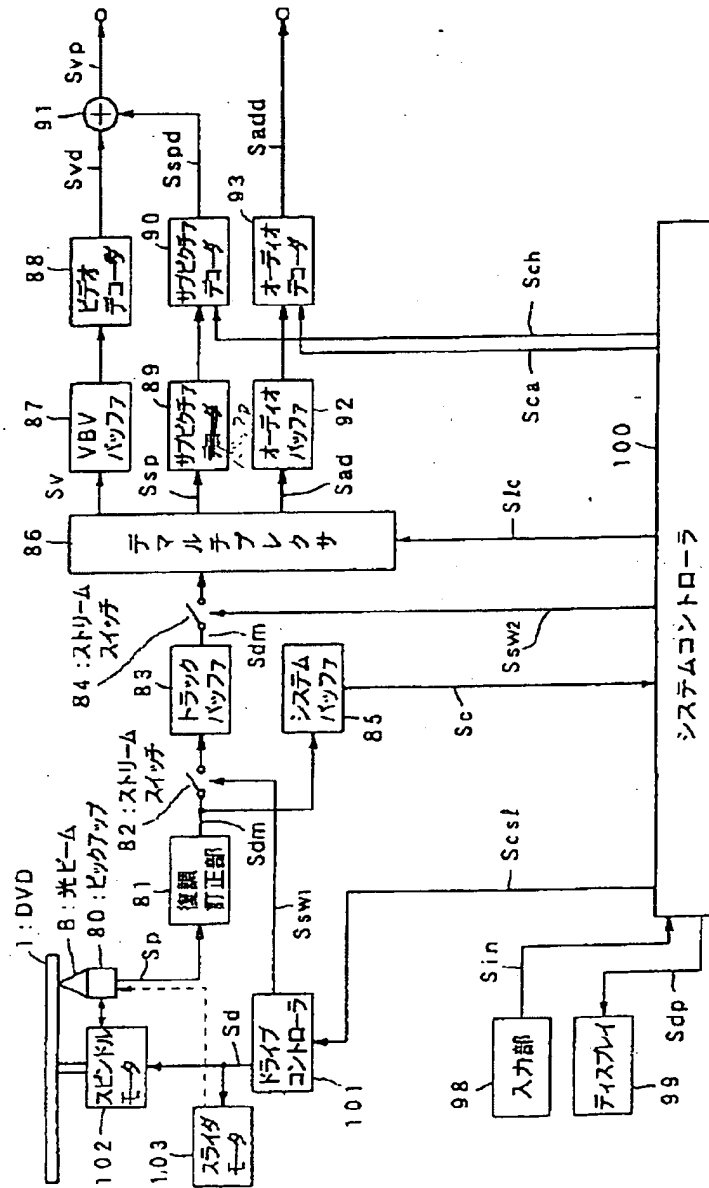 1:DVD
B:光ビーム
80:ピックアップ
Sp
スピンドル
モータ
102
スライダ
モータ
103
Sd
ドライブ
コントローラ
101
81
復調
訂正部
Sdm
82:ストリーム
スイッチ
Ssw1
83
トラック
バッファ
84:ストリーム
スイッチ
Sdm
システム
バッファ
85
Sc
Ssw2
86
デマルチプレクサ
Slc
Sv
87
VBV
バッファ
88
ビデオ
デコーダ
Svd
91
+
Svp
Ssp
89
サブピクチァ
90
サブピクチァ
デコーダ
Sspd
Sad
オーディオ
バッファ
92
93
オーディオ
デコーダ
Sadd
Sca
Sch
Scsl
98
入力部
Sin
ディスプレイ
99
Sdp
100
システムコントローラ